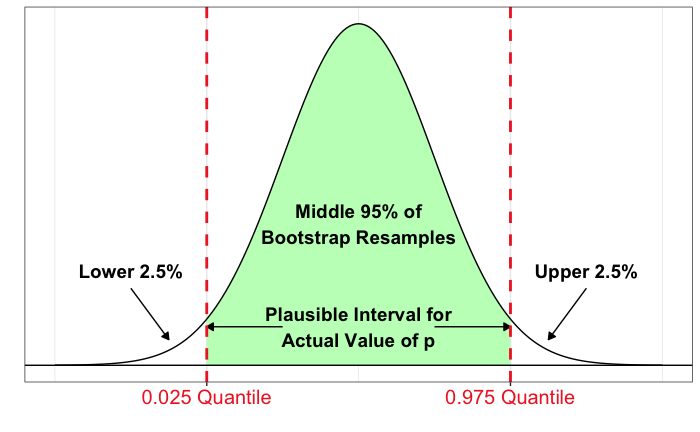 Middle 95% of
Bootstrap Resamples
Lower 2.5%
Upper 2.5%
Plausible Interval for
Actual Value of p
0.025 Quantile
0.975 Quantile